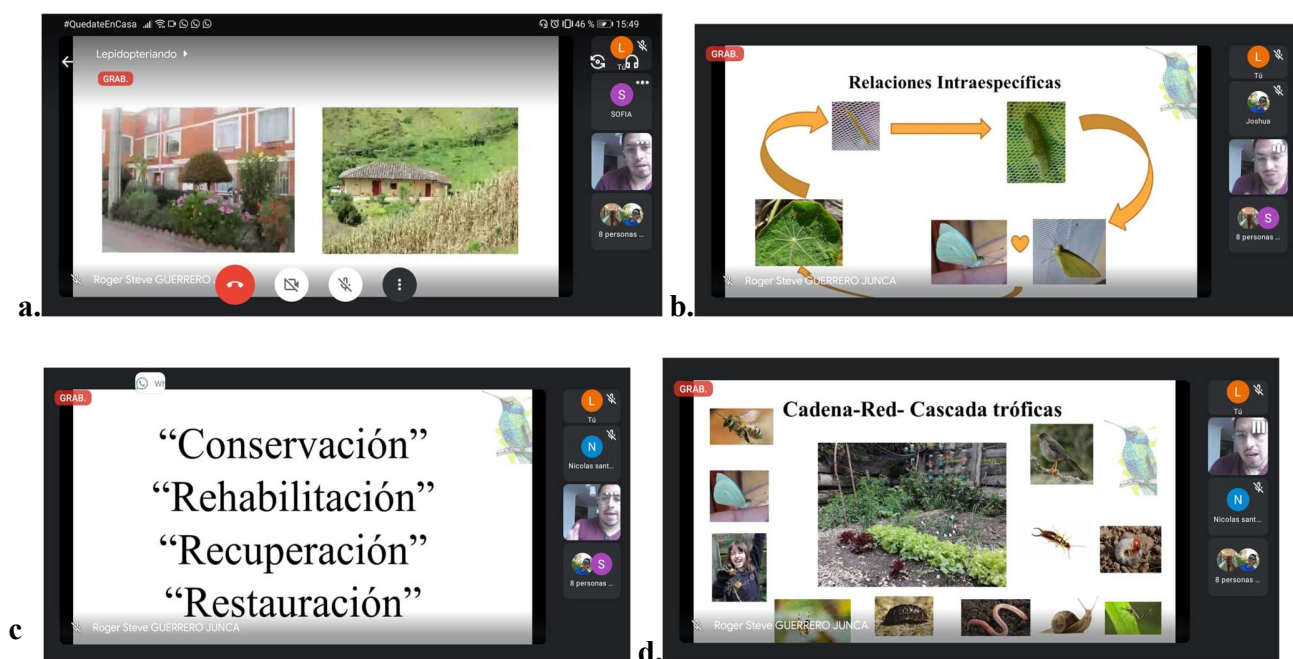 #QuedateEnCasa
46 % 15:49
Lepidopteriando
GRAB.
L
Tú
S
SOFIA
8 personas ...
Roger Steve GUERRERO J
a.
GRAB.
Relaciones Intraespecíficas
L
Tú
Joshua
S
8 personas ...
Roger Steve GUERRERO JUNCA
b.
GRAB.
“Conservación”
“Rehabilitación”
“Recuperación”
“Restauración”
L
Tú
N
Nicolas sant...
S
8 personas ...
Roger Steve GUERRERO JUNCA
c
GRAB.
Cadena-Red- Cascada tróficas
L
Tú
N
Nicolas sant...
8 personas ...
Roger Steve GUERRERO JUNCA
d.